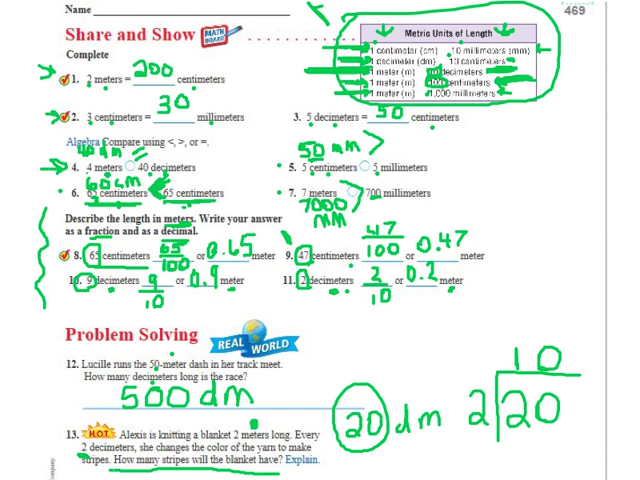 Name
469
Share and Show
MATH BOARD
Metric Units of Length
1 centimeter (cm) 10 millimeters (mm)
1 decimeter (dm) 10 centimeters
1 meter (m) decimeters
1 meter (m) centimeters
1 meter (m) 1,000 millimeters
Complete
1. 2 meters = 200 centimeters
2. 3 centimeters = 30 millimeters
3. 5 decimeters = 50 centimeters
Algebra Compare using <, >, or =.
40 dm =
50 mm >
4. 4 meters 40 decimeters
5. 5 centimeters 5 millimeters
60 cm <
6. centimeters 65 centimeters
7. 7 meters > 700 millimeters
7000 mm
Describe the length in meters. Write your answer
as a fraction and as a decimal.
8. 65 centimeters 65/100 or 0.65 meter
9. 47 centimeters 47/100 or 0.47 meter
10. 9 decimeters 9/10 or 0.9 meter
11. 2 decimeters 2/10 or 0.2 meter
Problem Solving
REAL WORLD
12. Lucille runs the 50-meter dash in her track meet.
How many decimeters long is the race?
500 dm
10
20 dm 2 20
13. H.O.T. Alexis is knitting a blanket 2 meters long. Every
2 decimeters, she changes the color of the yarn to make
stripes. How many stripes will the blanket have? Explain.